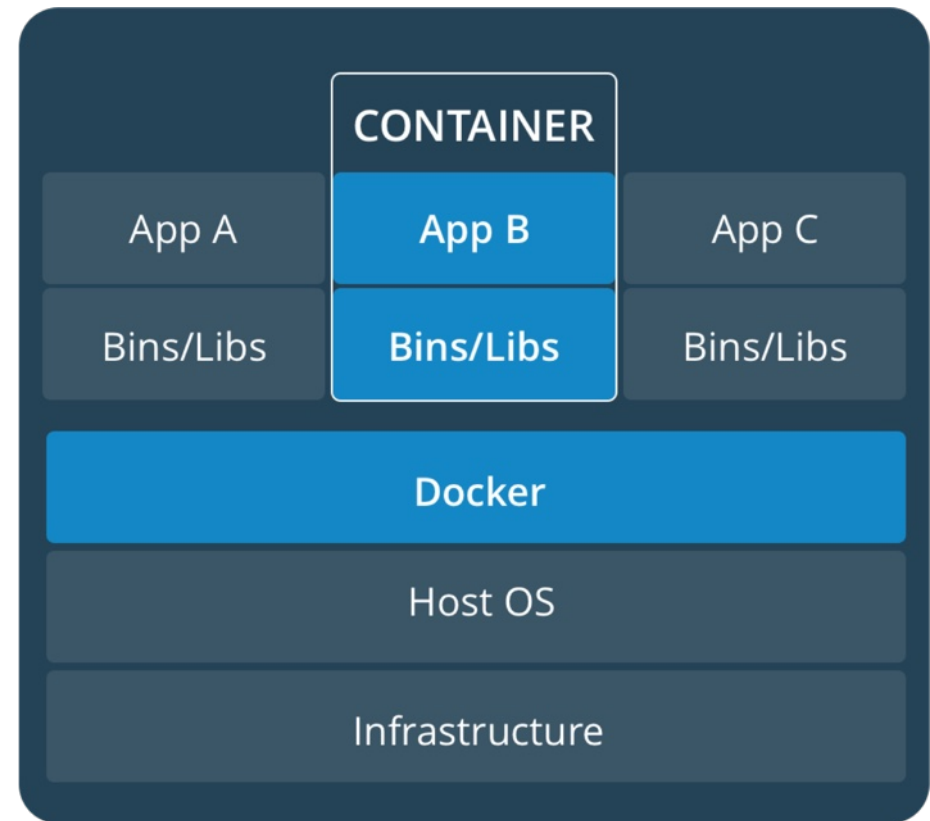 CONTAINER
App A
App B
App C
Bins/Libs
Bins/Libs
Bins/Libs
Docker
Host OS
Infrastructure